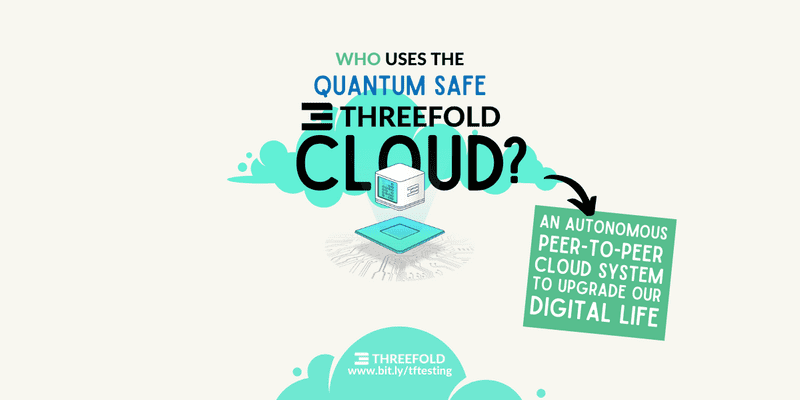 WHO USES THE
QUANTUM SAFE
THREEFOLD
CLOUD?
AN AUTONOMOUS
PEER-TO-PEER
CLOUD SYSTEM
TO UPGRADE OUR
DIGITAL LIFE
THREEFOLD
www.bit.ly/tftesting